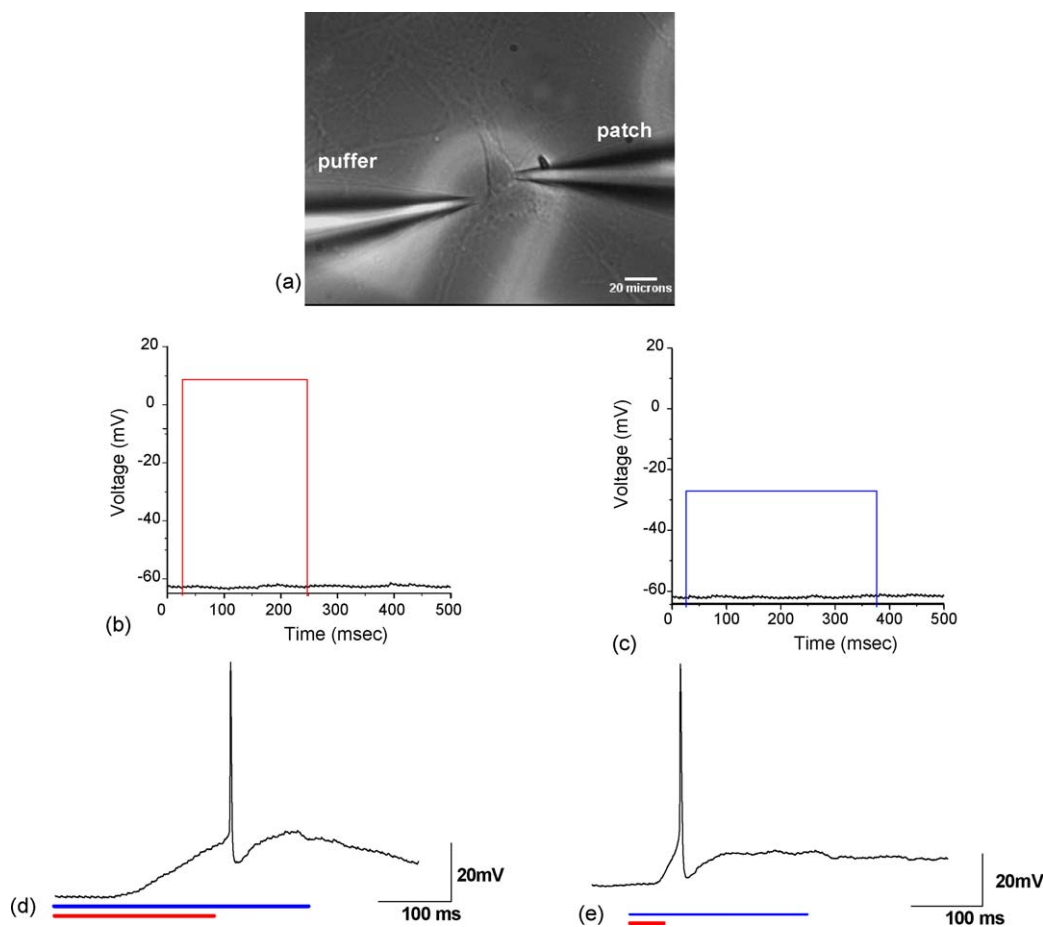 puffer
patch
20 microns
(a)
20
0
-20
-40
-60
Voltage (mV)
0 100 200 300 400 500
Time (msec)
(b)
20
0
-20
-40
-60
Voltage (mV)
0 100 200 300 400 500
Time (msec)
(c)
20mV
100 ms
(d)
20mV
100 ms
(e)